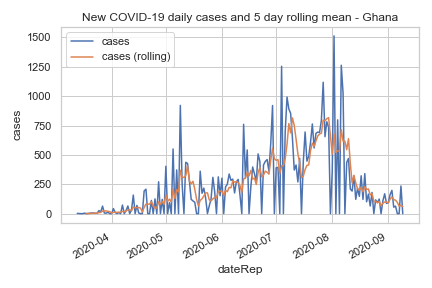 New COVID-19 daily cases and 5 day rolling mean - Ghana
1500
1250
1000
750
500
250
0
cases
cases
cases (rolling)
2020-04
2020-05
2020-06
2020-07
2020-08
2020-09
dateRep